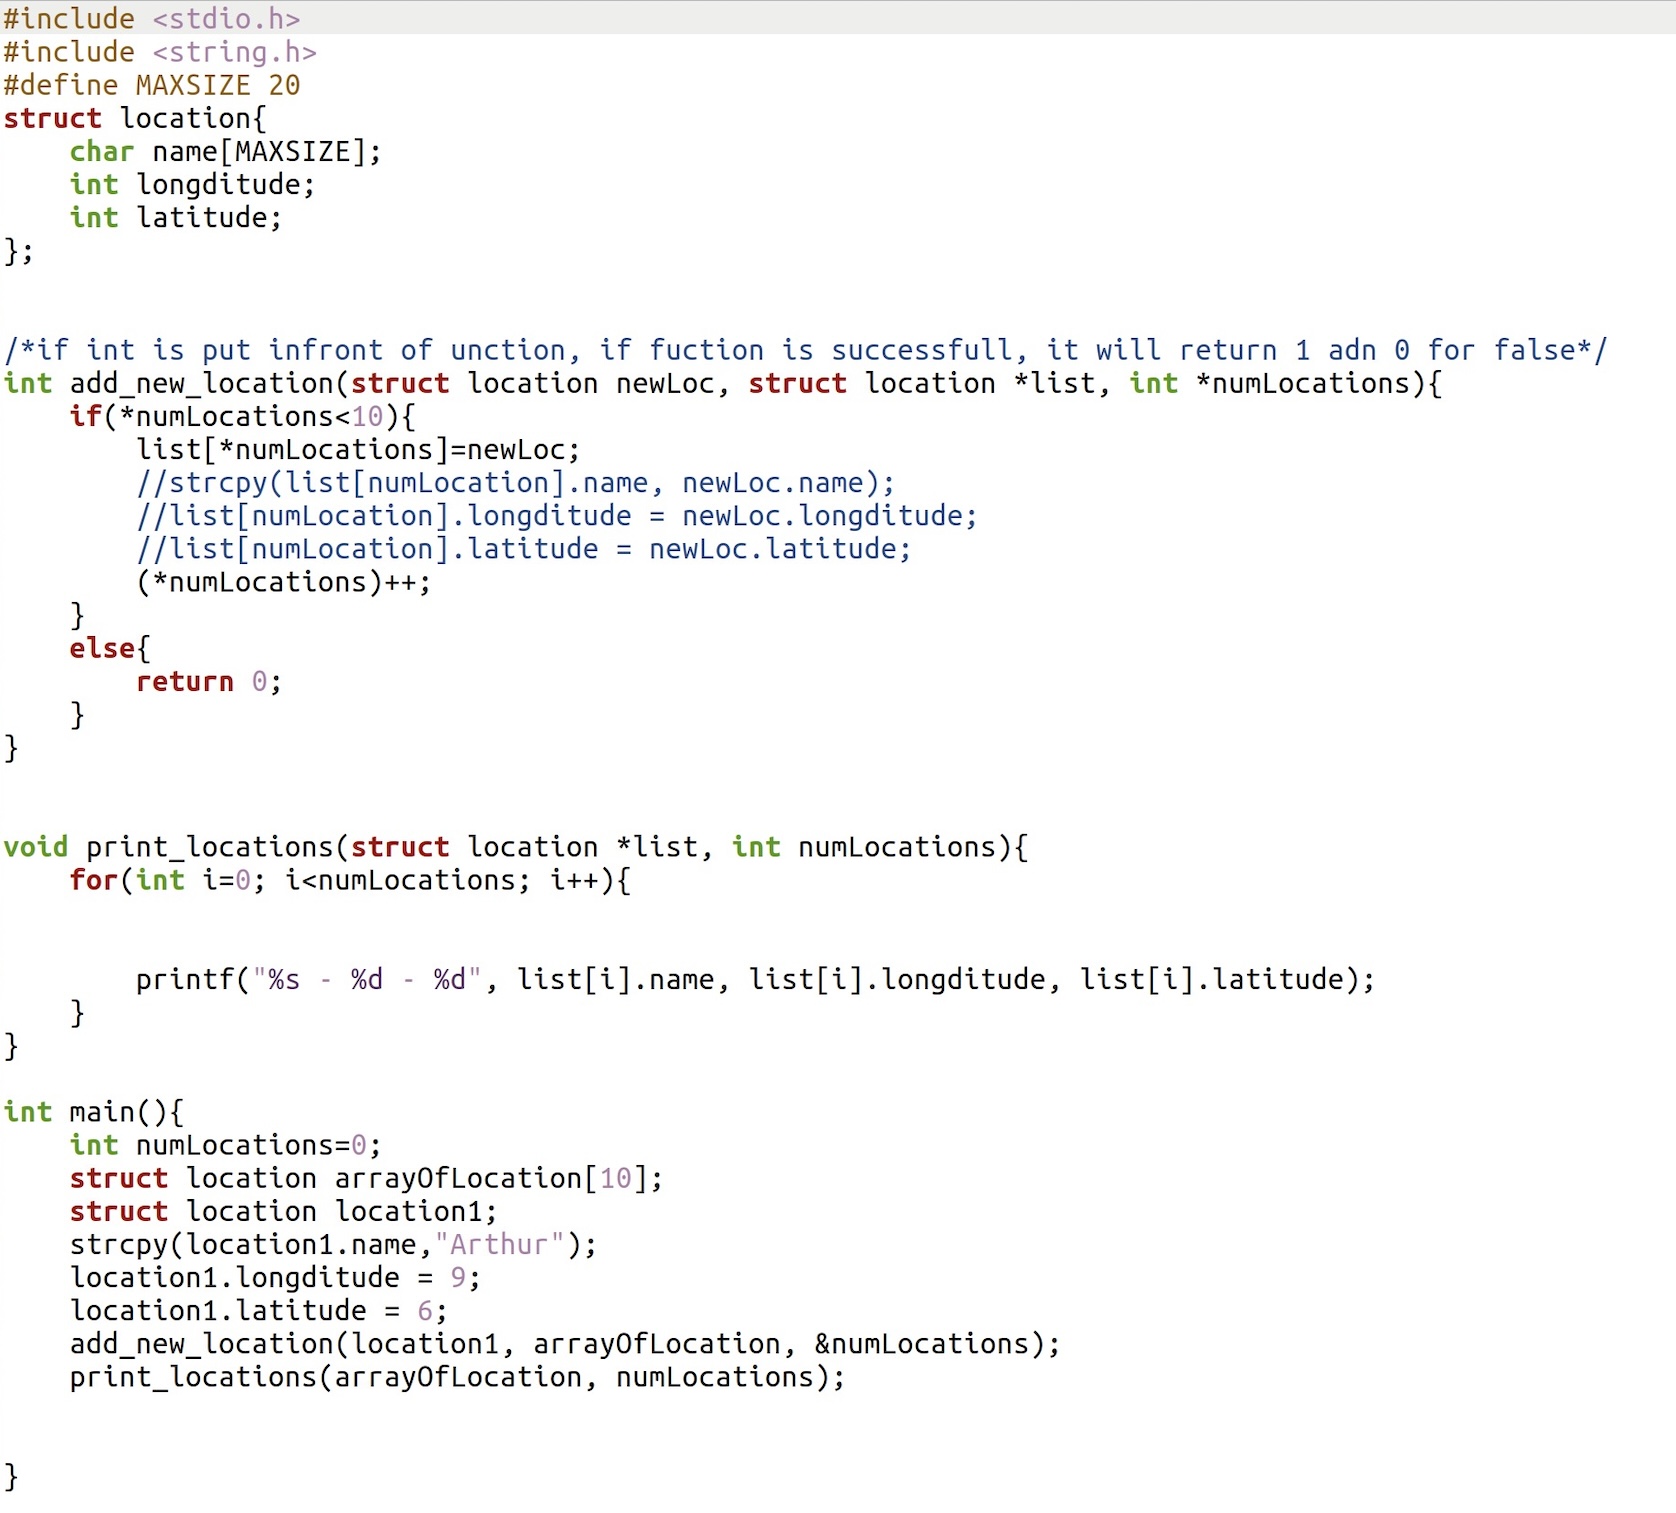 #include <stdio.h>
#include <string.h>
#define MAXSIZE 20
struct location{
    char name[MAXSIZE];
    int longditude;
    int latitude;
};
/*if int is put infront of unction, if fuction is successfull, it will return 1 adn 0 for false*/
int add_new_location(struct location newLoc, struct location *list, int *numLocations){
    if(*numLocations<10){
        list[*numLocations]=newLoc;
        //strcpy(list[numLocation].name, newLoc.name);
        //list[numLocation].longditude = newLoc.longditude;
        //list[numLocation].latitude = newLoc.latitude;
        (*numLocations)++;
    }
    else{
        return 0;
    }
}
void print_locations(struct location *list, int numLocations){
    for(int i=0; i<numLocations; i++){
        printf("%s - %d - %d", list[i].name, list[i].longditude, list[i].latitude);
    }
}
int main(){
    int numLocations=0;
    struct location arrayOfLocation[10];
    struct location location1;
    strcpy(location1.name,"Arthur");
    location1.longditude = 9;
    location1.latitude = 6;
    add_new_location(location1, arrayOfLocation, &numLocations);
    print_locations(arrayOfLocation, numLocations);
}